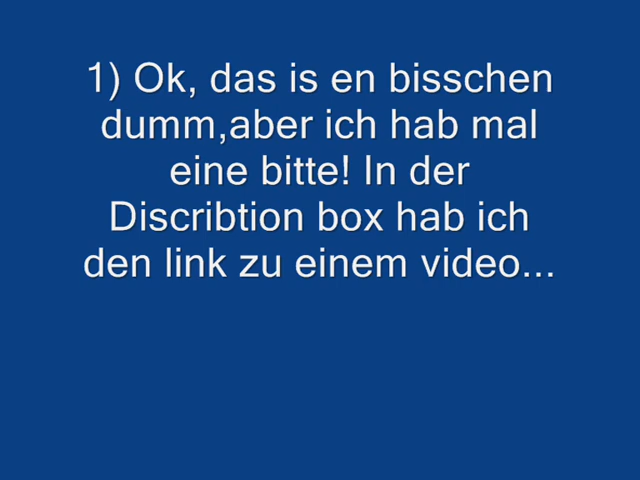 1) Ok, das is en bisschen
dumm,aber ich hab mal
eine bitte! In der
Discribtion box hab ich
den link zu einem video...